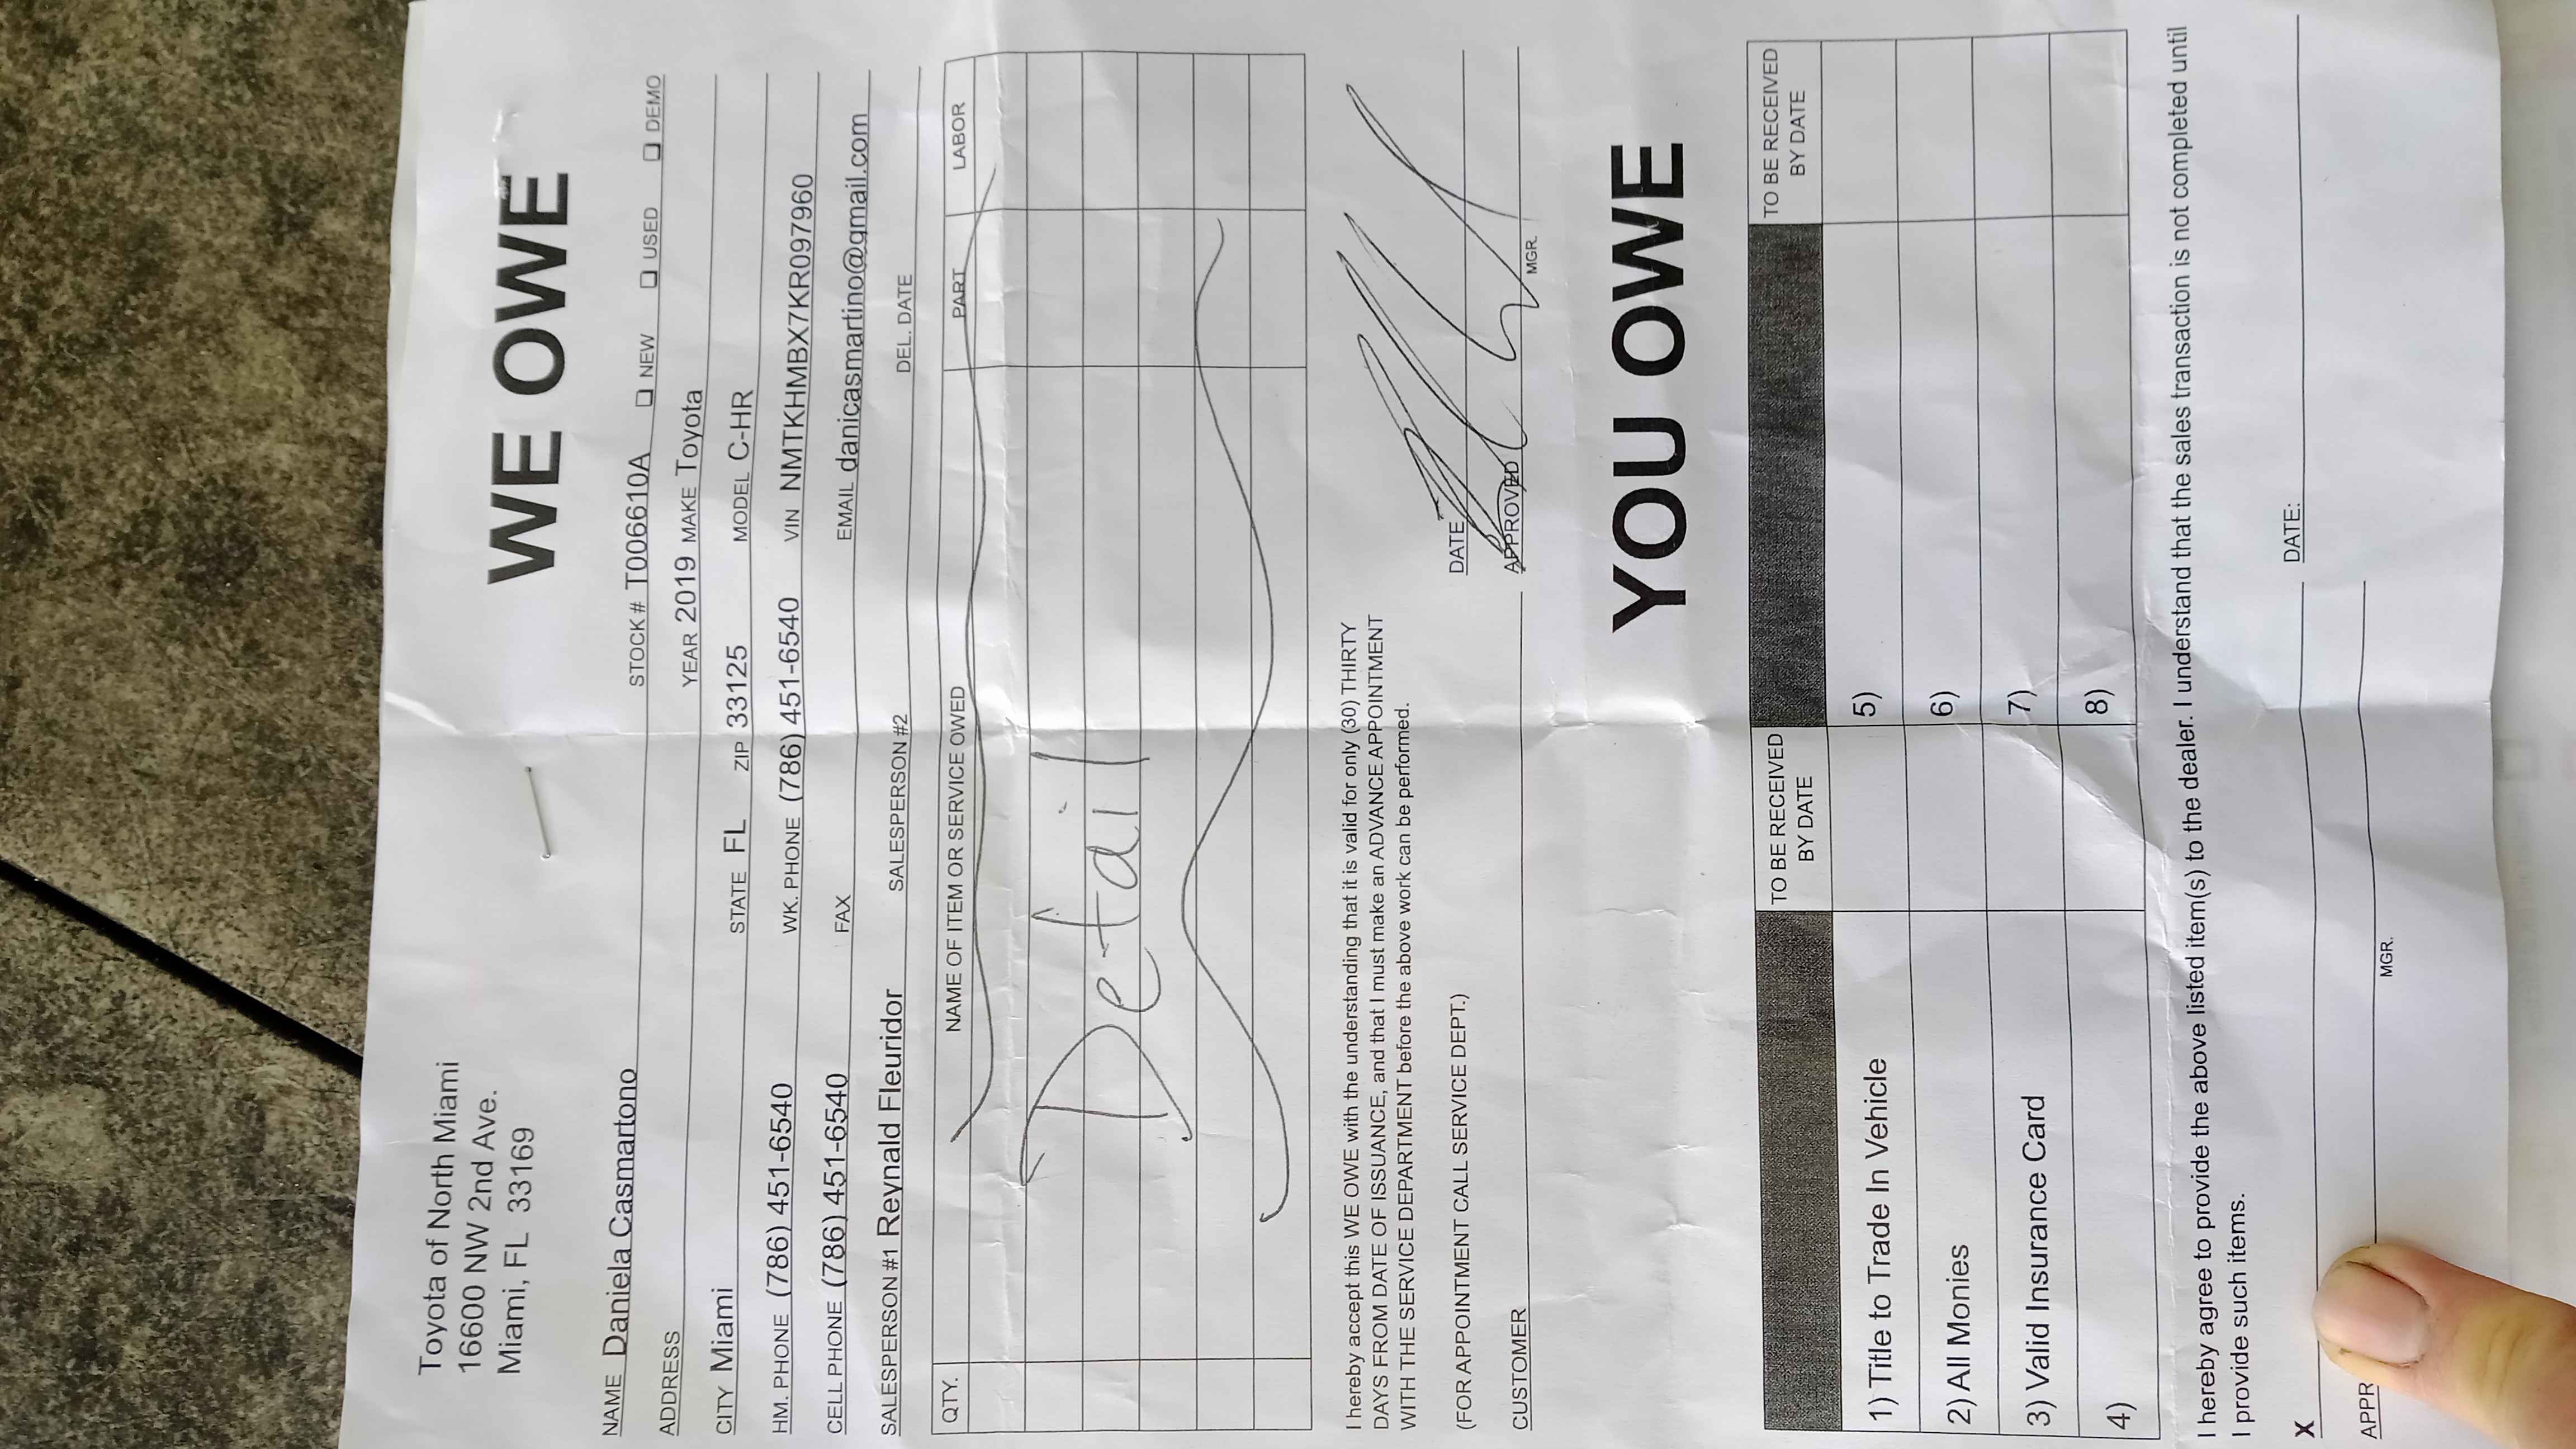 Toyota of North Miami
16600 NW 2nd Ave.
Miami, FL 33169
WE OWE
NAME Daniela Casmartono STOCK # T006610A ❑ NEW ❑ USED ❑ DEMO
ADDRESS YEAR 2019 MAKE Toyota
CITY Miami STATE FL ZIP 33125 MODEL C-HR
HM. PHONE (786) 451-6540 WK. PHONE (786) 451-6540 VIN NMTKHMBX7KR097960
CELL PHONE (786) 451-6540 FAX EMAIL danicasmartino@gmail.com
SALESPERSON #1 Reynald Fleuridor SALESPERSON #2 DEL. DATE
QTY. NAME OF ITEM OR SERVICE OWED PART LABOR
Detail
I hereby accept this WE OWE with the understanding that it is valid for only (30) THIRTY
DAYS FROM DATE OF ISSUANCE, and that I must make an ADVANCE APPOINTMENT
WITH THE SERVICE DEPARTMENT before the above work can be performed.
(FOR APPOINTMENT CALL SERVICE DEPT.) DATE
CUSTOMER APPROVED
MGR.
YOU OWE
TO BE RECEIVED BY DATE TO BE RECEIVED BY DATE
1) Title to Trade In Vehicle 5)
2) All Monies 6)
3) Valid Insurance Card 7)
4) 8)
I hereby agree to provide the above listed item(s) to the dealer. I understand that the sales transaction is not completed until
I provide such items.
X DATE:
APPR
MGR.